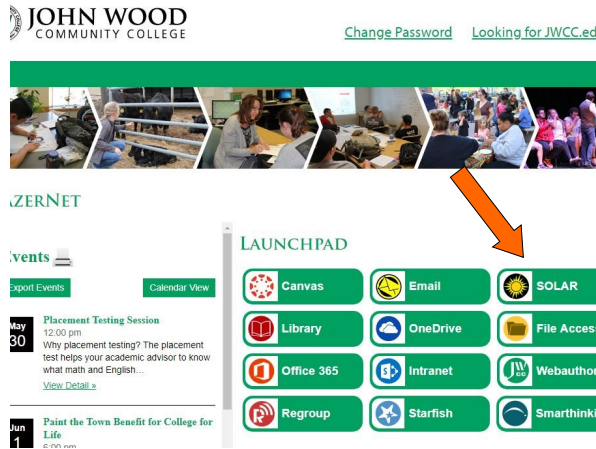 JOHN WOOD
COMMUNITY COLLEGE
Change Password Looking for JWCC.ed
AZERNET
Events
Export Events Calendar View
May
30
Placement Testing Session
12:00 pm
Why placement testing? The placement
test helps your academic advisor to know
what math and English…
View Detail »
Jun
1
Paint the Town Benefit for College for
Life
6:00 pm
LAUNCHPAD
Canvas Email SOLAR
Library OneDrive File Access
Office 365 Intranet Webauthor
Regroup Starfish Smarthinki